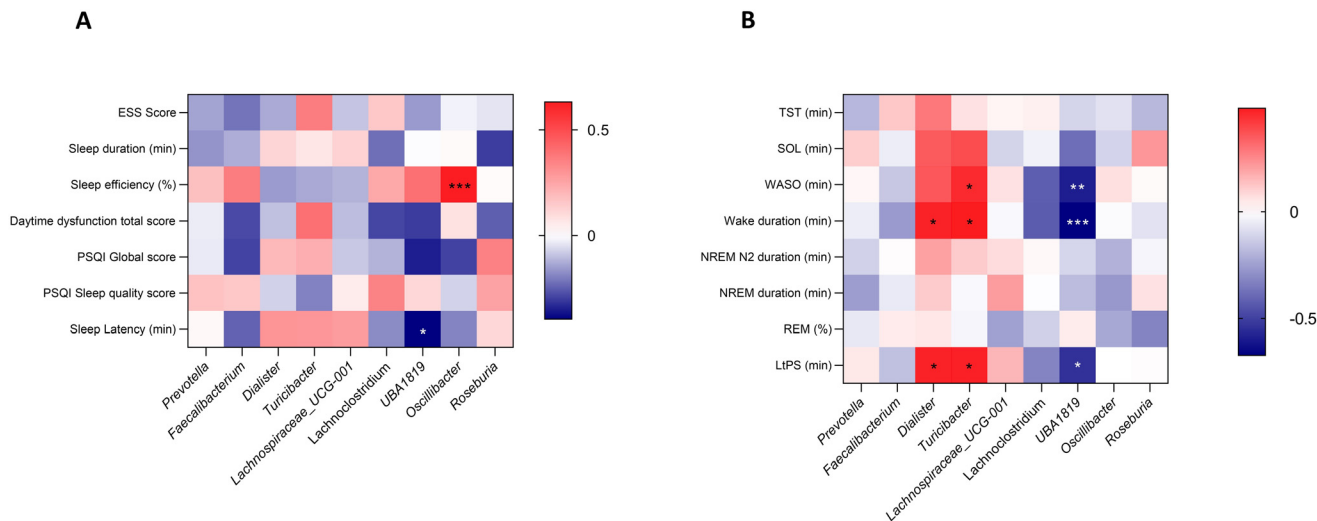 A
B
ESS Score
Sleep duration (min)
Sleep efficiency (%)
***
Daytime dysfunction total score
PSQI Global score
PSQI Sleep quality score
Sleep Latency (min)
*
Prevotella
Faecalibacterium
Dialister
Turicibacter
Lachnospiraceae_UCG-001
Lachnoclostridium
UBA1819
Oscillibacter
Roseburia
0.5
0
TST (min)
SOL (min)
WASO (min)
* **
Wake duration (min)
* * ***
NREM N2 duration (min)
NREM duration (min)
REM (%)
LtPS (min)
* * *
Prevotella
Faecalibacterium
Dialister
Turicibacter
Lachnospiraceae_UCG-001
Lachnoclostridium
UBA1819
Oscillibacter
Roseburia
0
-0.5